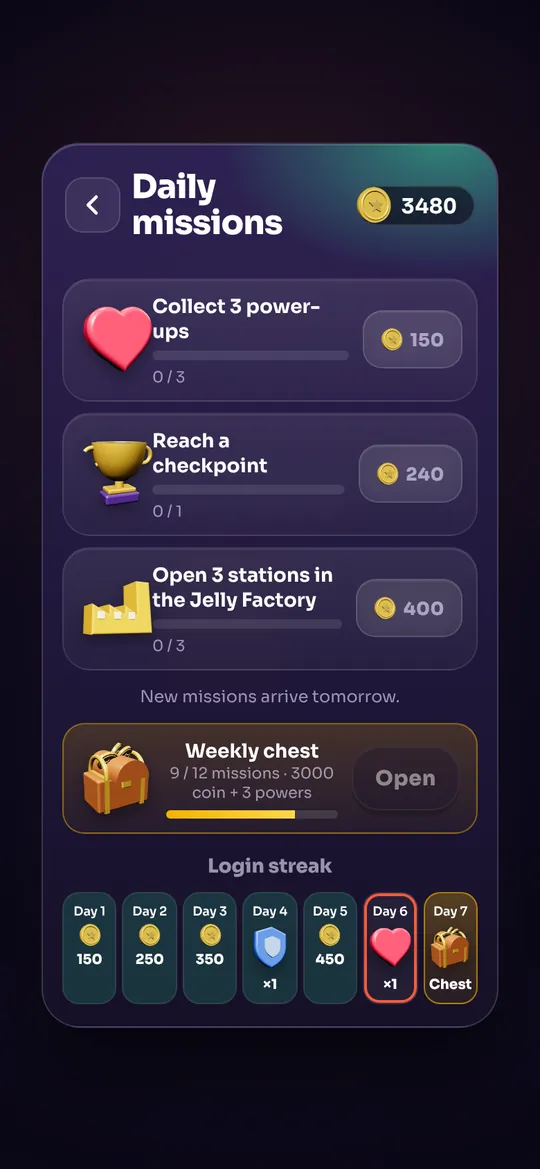 Daily
missions
3480
Collect 3 power-
ups
150
0 / 3
Reach a
checkpoint
240
0 / 1
Open 3 stations in
the Jelly Factory
400
0 / 3
New missions arrive tomorrow.
Weekly chest
9 / 12 missions · 3000
coin + 3 powers
Open
Login streak
Day 1
150
Day 2
250
Day 3
350
Day 4
×1
Day 5
450
Day 6
×1
Day 7
Chest